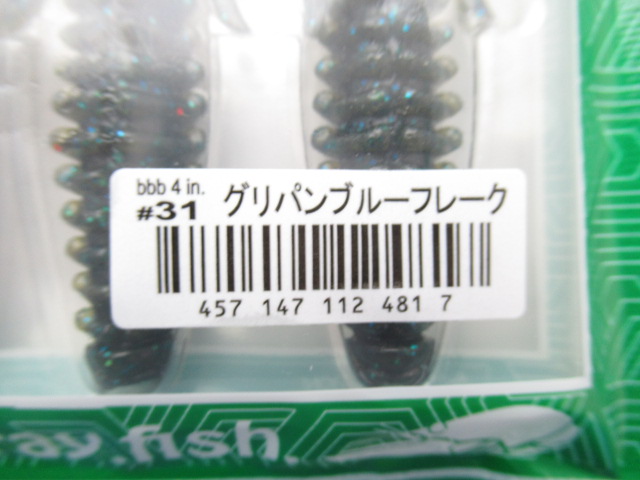 bbb 4 in.
#31 グリパンブルーフレーク
457 147 112 481 7
ay.fish.